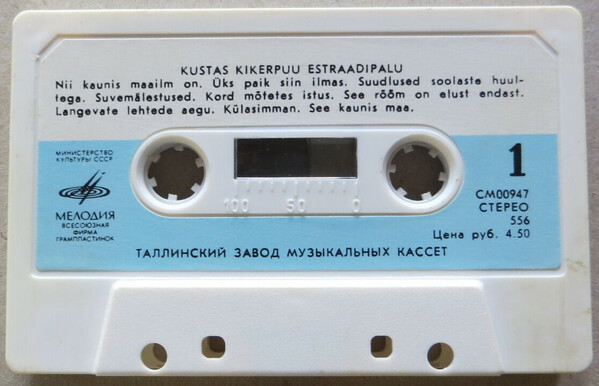 KUSTAS KIKERPUU ESTRAADIPALU
Nii kaunis maailm on. Üks paik siin ilmas. Suudlused soolaste huul-
tega. Suvemälestused. Kord mõtetes istus. See rõõm on elust endast.
Langevate lehtede aegu. Külasimman. See kaunis maa.
МИНИСТЕРСТВО
КУЛЬТУРЫ СССР
МЕЛОДИЯ
ВСЕСОЮЗНАЯ
ФИРМА
ГРАМПЛАСТИНОК
100 50 0
1
СМ00947
СТЕРЕО
556
Цена руб. 4.50
ТАЛЛИНСКИЙ ЗАВОД МУЗЫКАЛЬНЫХ КАССЕТ